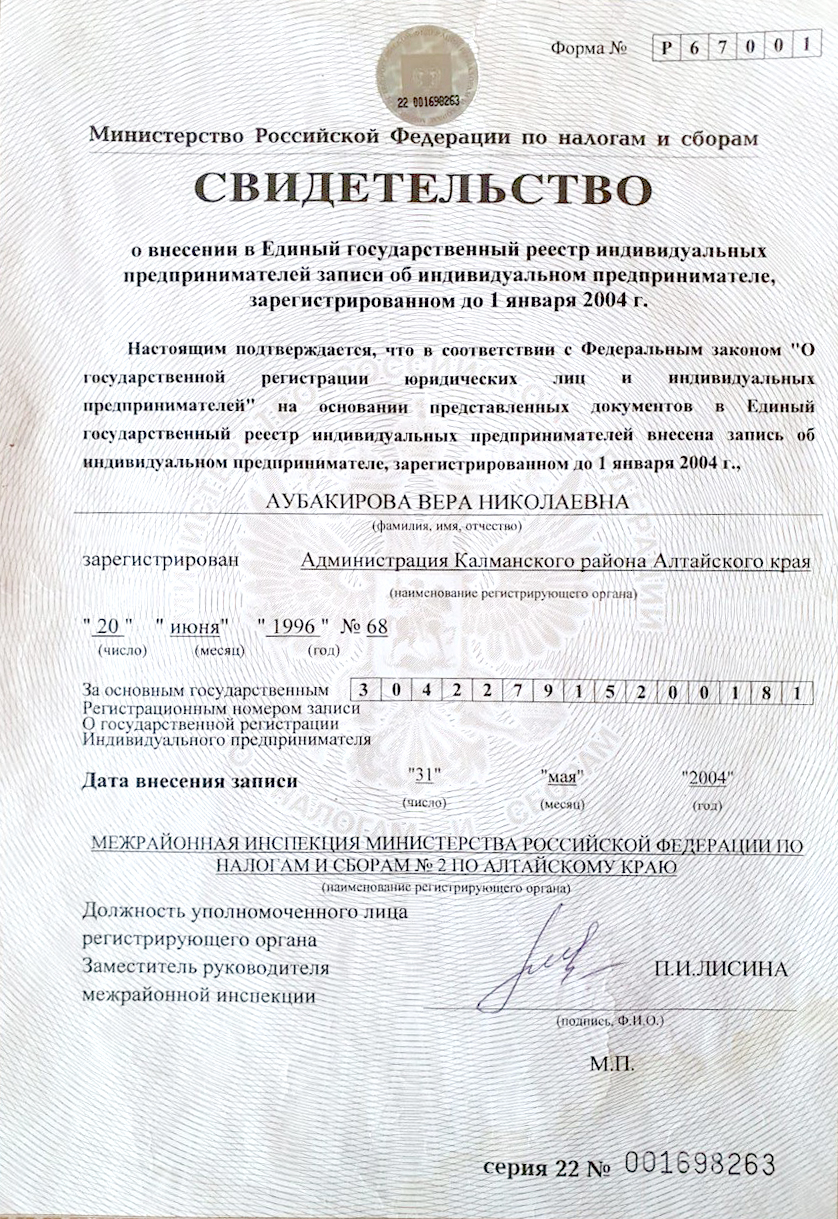 Форма № Р67001
22 001698263
Министерство Российской Федерации по налогам и сборам
СВИДЕТЕЛЬСТВО
о внесении в Единый государственный реестр индивидуальных
предпринимателей записи об индивидуальном предпринимателе,
зарегистрированном до 1 января 2004 г.
Настоящим подтверждается, что в соответствии с Федеральным законом "О
государственной регистрации юридических лиц и индивидуальных
предпринимателей" на основании представленных документов в Единый
государственный реестр индивидуальных предпринимателей внесена запись об
индивидуальном предпринимателе, зарегистрированном до 1 января 2004 г.,
АУБАКИРОВА ВЕРА НИКОЛАЕВНА
(фамилия, имя, отчество)
зарегистрирован Администрация Калманского района Алтайского края
(наименование регистрирующего органа)
" 20 " " июня" " 1996 " № 68
(число) (месяц) (год)
За основным государственным 304227915200181
Регистрационным номером записи
О государственной регистрации
Индивидуального предпринимателя
Дата внесения записи "31" "мая" "2004"
(число) (месяц) (год)
МЕЖРАЙОННАЯ ИНСПЕКЦИЯ МИНИСТЕРСТВА РОССИЙСКОЙ ФЕДЕРАЦИИ ПО
НАЛОГАМ И СБОРАМ № 2 ПО АЛТАЙСКОМУ КРАЮ
(наименование регистрирующего органа)
Должность уполномоченного лица
регистрирующего органа
Заместитель руководителя П.И.ЛИСИНА
межрайонной инспекции
(подпись, Ф.И.О.)
М.П.
серия 22 № 001698263